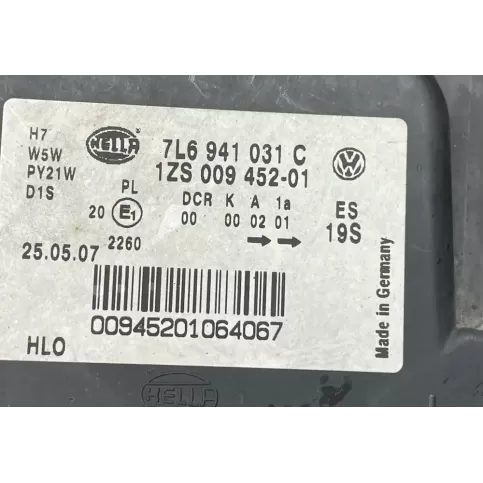 H7
W5W
PY21W
D1S
HELLA
7L6 941 031 C
1ZS 009 452-01
VW
PL
20 E1
2260
DCR K A 1a
00 00 02 01
→ →
ES
19S
25.05.07
00945201064067
HLO
Made in Germany
HELLA